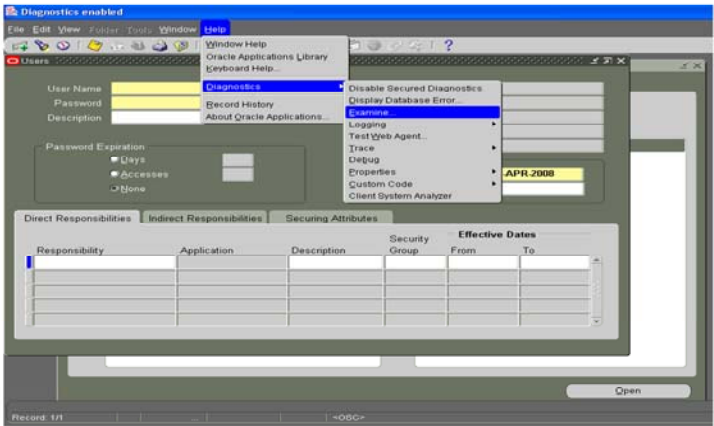 Diagnostics enabled
File Edit View Folder Tools Window Help
Window Help
Oracle Applications Library
Keyboard Help...
Diagnostics
Record History
About Oracle Applications...
Disable Secured Diagnostics
Display Database Error...
Examine...
Logging
Test Web Agent...
Trace
Debug
Properties
Custom Code
Client System Analyzer
Users
User Name
Password
Description
Password Expiration
Days
Accesses
None
-APR-2008
Direct Responsibilities Indirect Responsibilities Securing Attributes
Effective Dates
Responsibility Application Description Security Group From To
Open
Record: 1/1 ... <OSC>